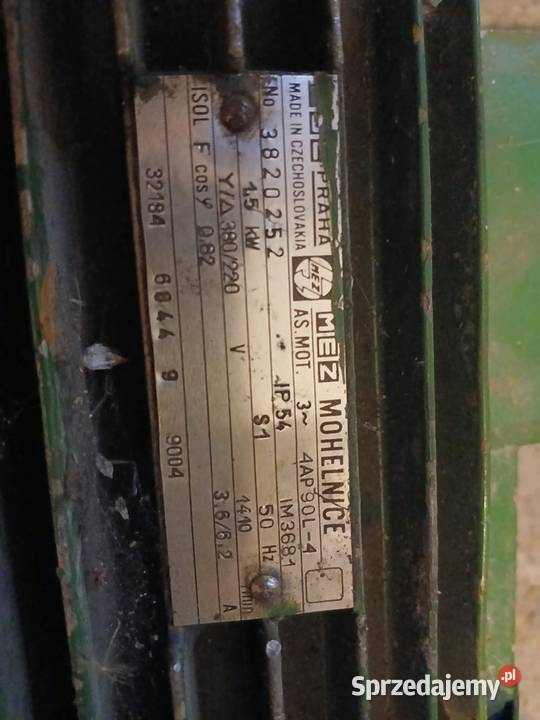 PRAHA MEZ MEZ MOHELNICE
MADE IN CZECHOSLOVAKIA AS.MOT. 3~ 4AP90L-4
No 3820252 IP 54 IM3681
1,5 kW S1 50 Hz
Y/Δ 380/220 V 1410
ISOL F cosφ 0.82 3,6/6,2 A
32184 6844 9 9004
Sprzedajemy.pl